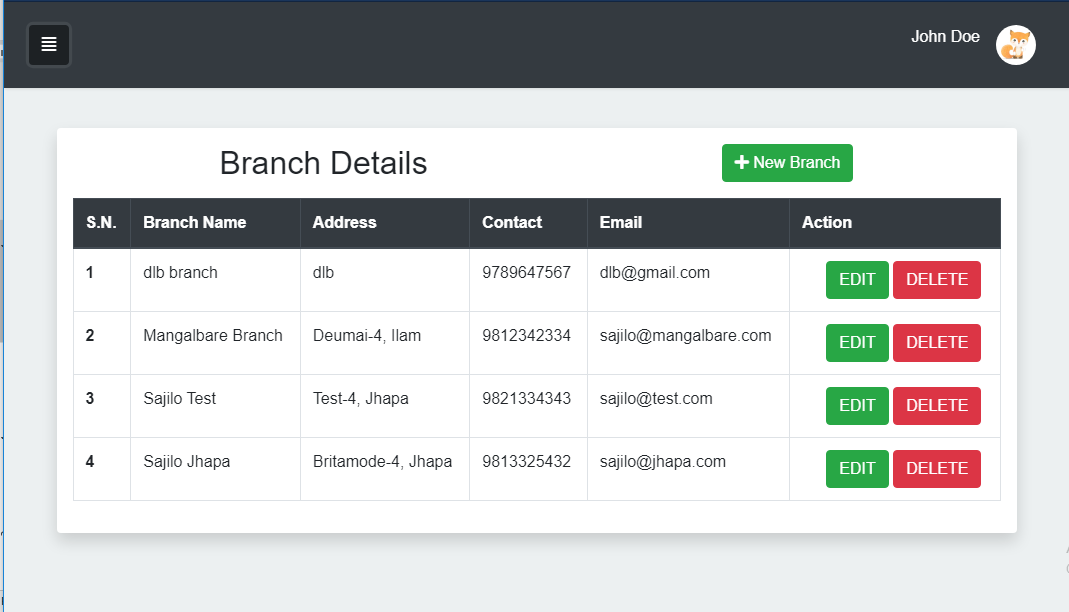 John Doe
Branch Details
New Branch
S.N. Branch Name Address Contact Email Action
1 dlb branch dlb 9789647567 dlb@gmail.com EDIT DELETE
2 Mangalbare Branch Deumai-4, Ilam 9812342334 sajilo@mangalbare.com EDIT DELETE
3 Sajilo Test Test-4, Jhapa 9821334343 sajilo@test.com EDIT DELETE
4 Sajilo Jhapa Britamode-4, Jhapa 9813325432 sajilo@jhapa.com EDIT DELETE